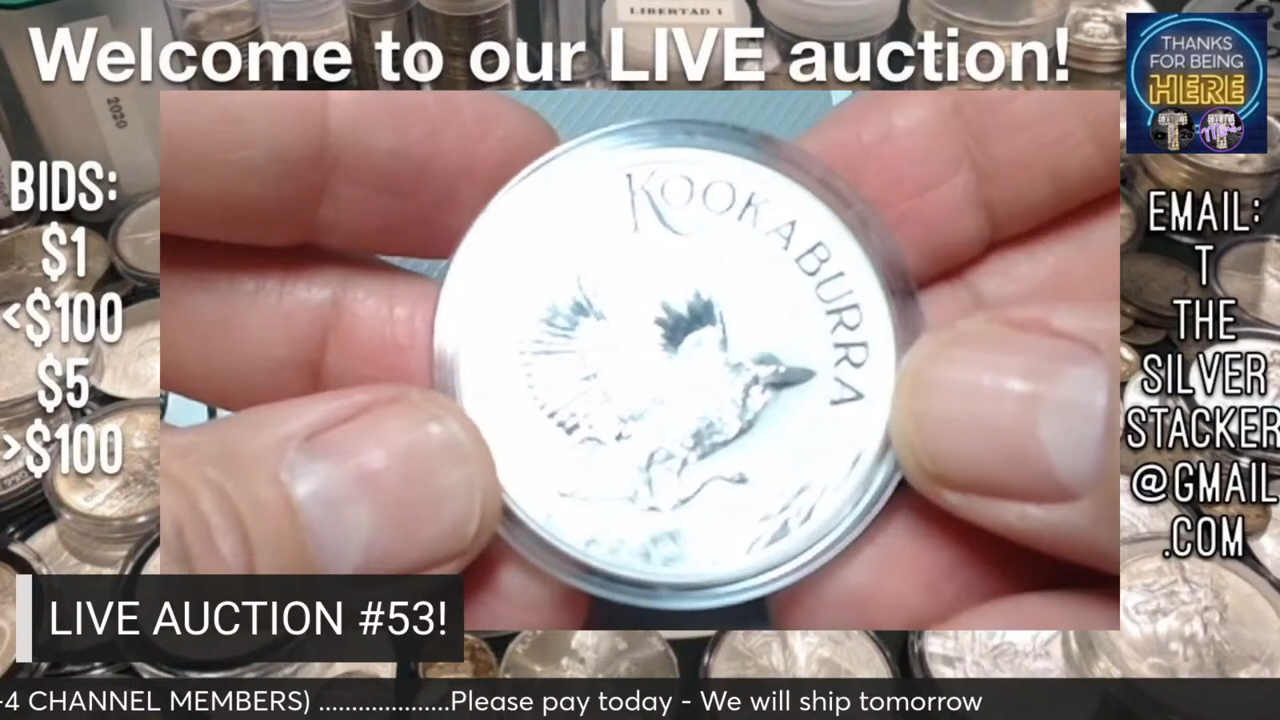 LIBERTAD 1
Welcome to our LIVE auction!
THANKS
FOR BEING
HERE
2020
BIDS:
$1
<$100
$5
>$100
KOOKABURRA
EMAIL:
T
THE
SILVER
STACKER
@GMAIL
.COM
LIVE AUCTION #53!
-4 CHANNEL MEMBERS) ....................Please pay today - We will ship tomorrow